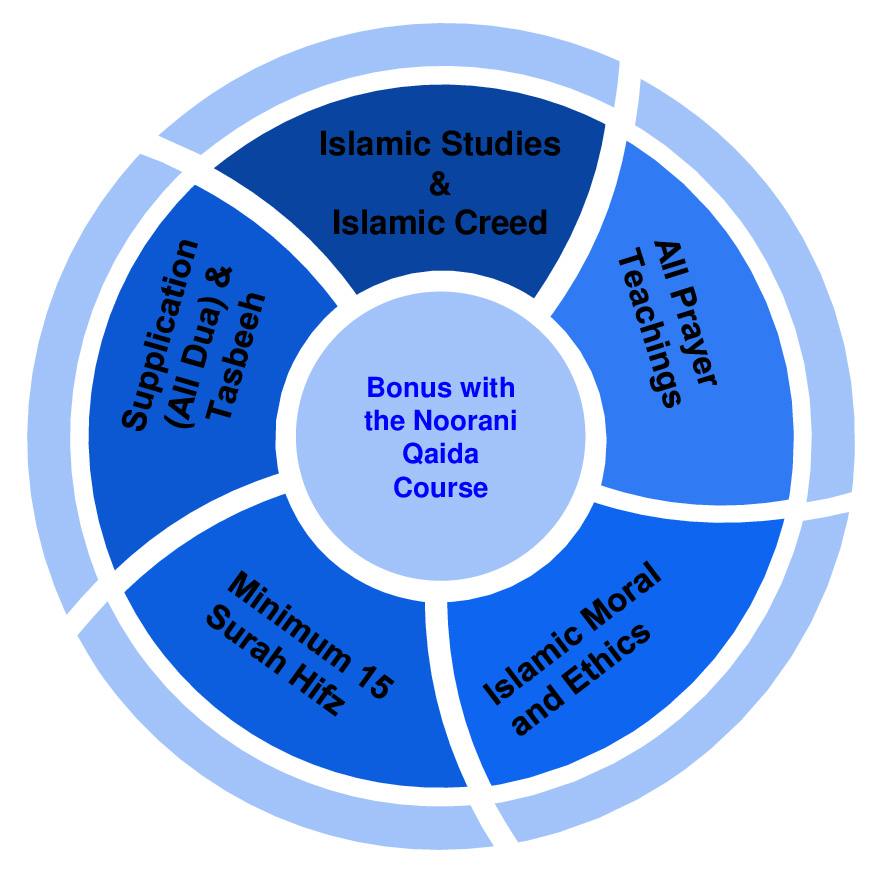 Islamic Studies
&
Islamic Creed
All Prayer
Teachings
Islamic Moral
and Ethics
Minimum 15
Surah Hifz
Supplication
(All Dua) &
Tasbeeh
Bonus with
the Noorani
Qaida
Course